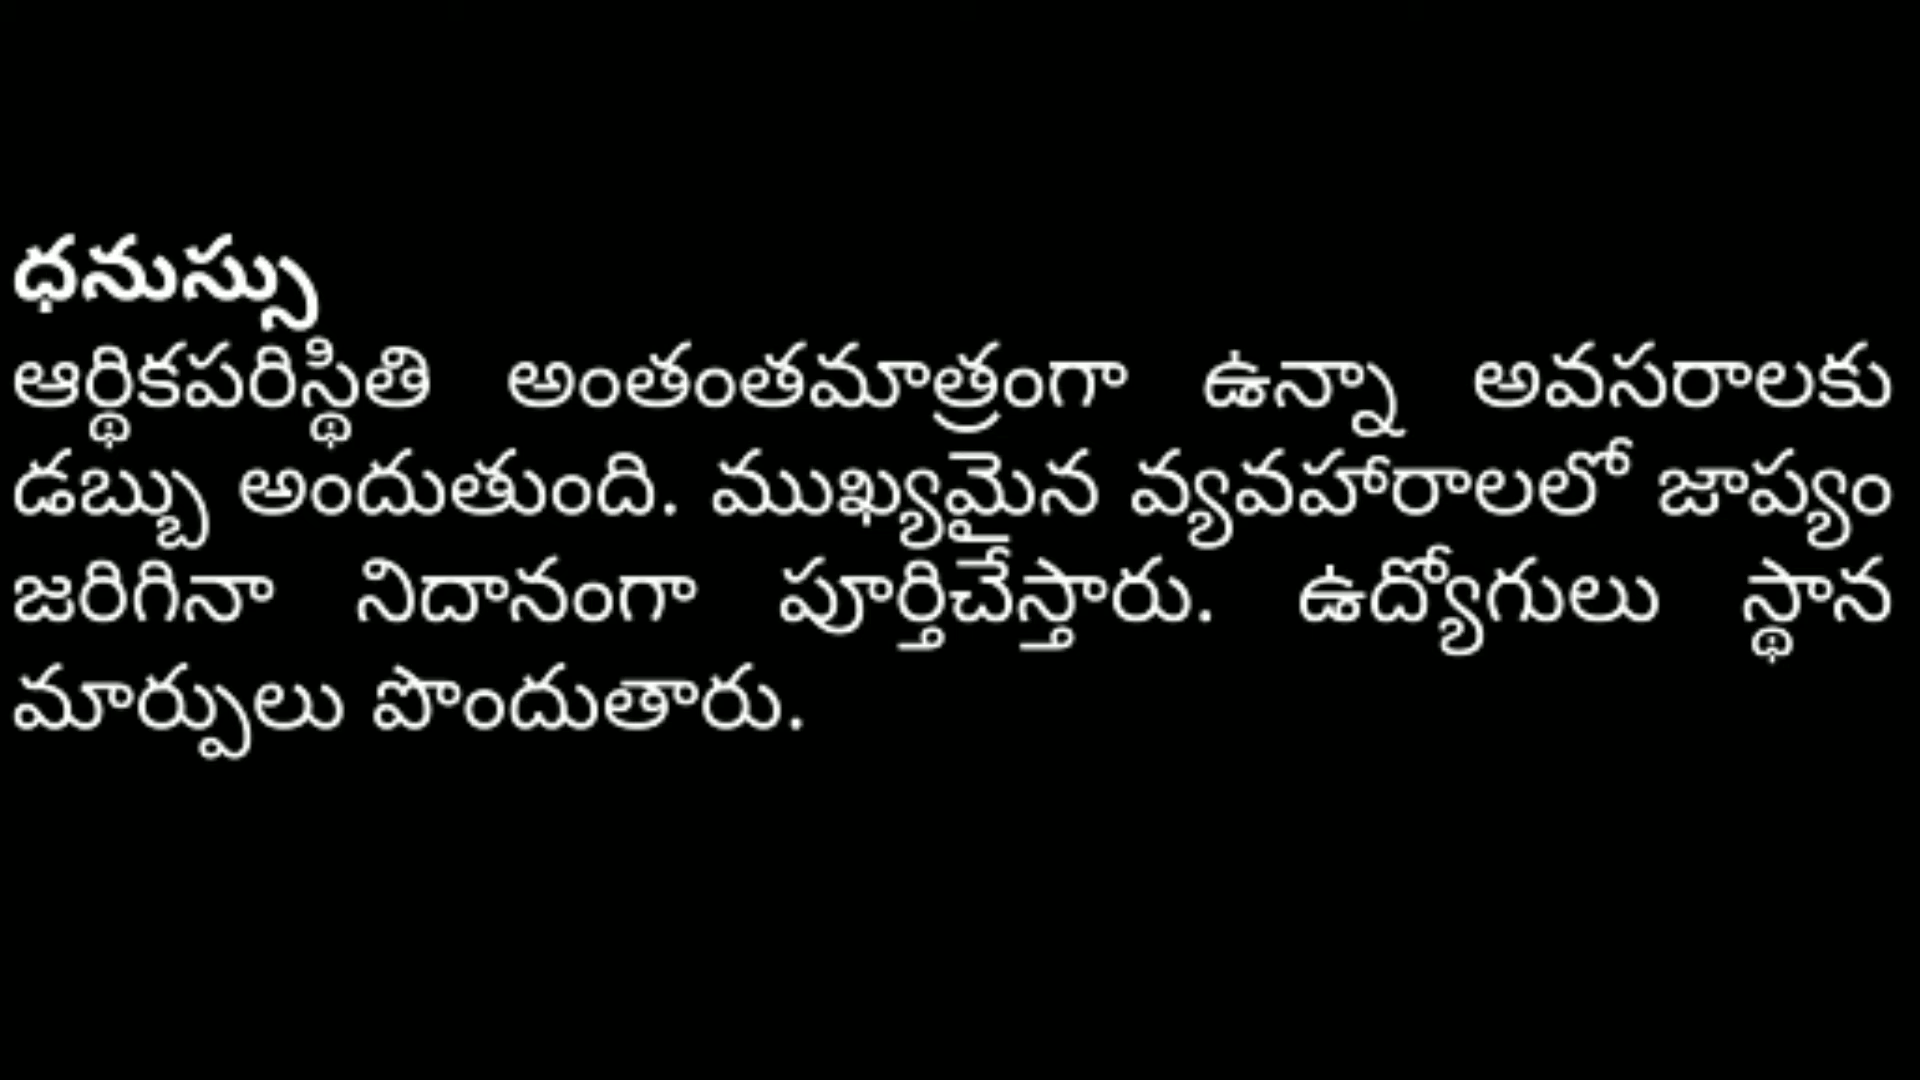 ధనుస్సు
ఆర్థికపరిస్థితి అంతంతమాత్రంగా ఉన్నా అవసరాలకు
డబ్బు అందుతుంది. ముఖ్యమైన వ్యవహారాలలో జాప్యం
జరిగినా నిదానంగా పూర్తిచేస్తారు. ఉద్యోగులు స్థాన
మార్పులు పొందుతారు.